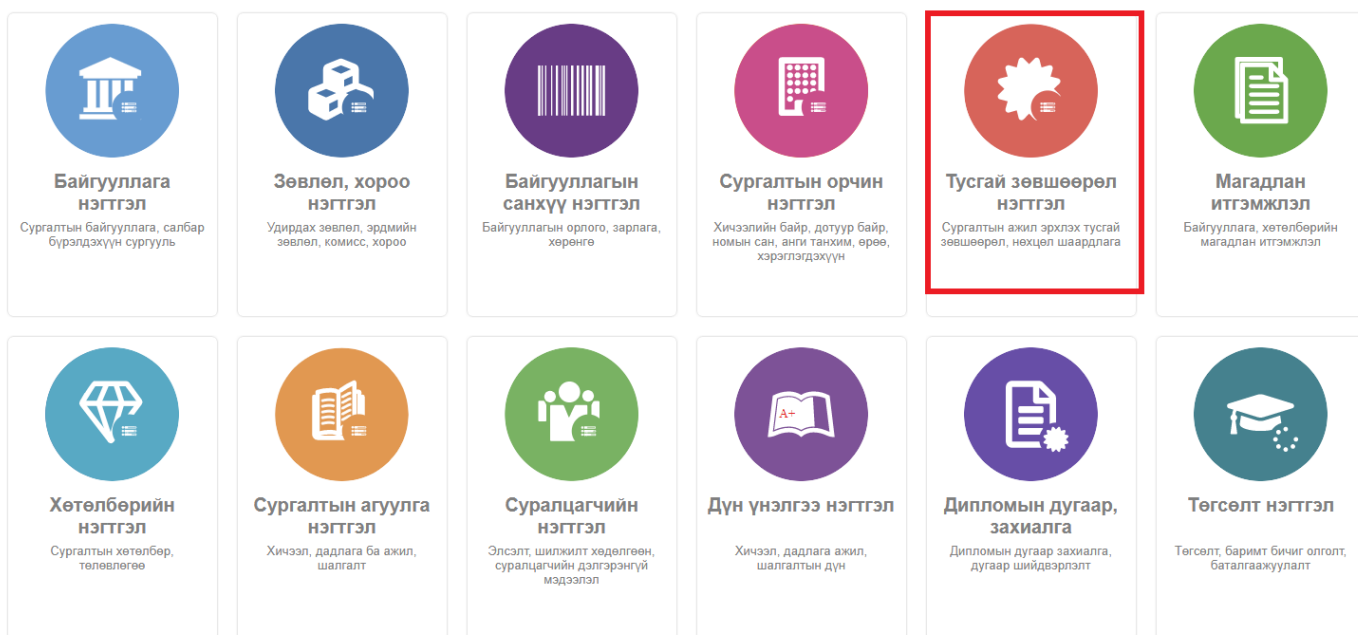 Байгууллага
нэгтгэл
Сургалтын байгууллага, салбар
бүрэлдэхүүн сургууль
Зөвлөл, хороо
нэгтгэл
Удирдах зөвлөл, эрдмийн
зөвлөл, комисс, хороо
Байгууллагын
санхүү нэгтгэл
Байгууллагын орлого, зарлага,
хөрөнгө
Сургалтын орчин
нэгтгэл
Хичээлийн байр, дотуур байр,
номын сан, анги танхим, өрөө,
хэрэглэгдэхүүн
Тусгай зөвшөөрөл
нэгтгэл
Сургалтын ажил эрхлэх тусгай
зөвшөөрөл, нөхцөл шаардлага
Магадлан
итгэмжлэл
Байгууллага, хөтөлбөрийн
магадлан итгэмжлэл
Хөтөлбөрийн
нэгтгэл
Сургалтын хөтөлбөр,
төлөвлөгөө
Сургалтын агуулга
нэгтгэл
Хичээл, дадлага ба ажил,
шалгалт
Суралцагчийн
нэгтгэл
Элсэлт, шилжилт хөдөлгөөн,
суралцагчийн дэлгэрэнгүй
мэдээлэл
A+
Дүн үнэлгээ нэгтгэл
Хичээл, дадлага ажил,
шалгалтын дүн
Дипломын дугаар,
захиалга
Дипломын дугаар захиалга,
дугаар шийдвэрлэлт
Төгсөлт нэгтгэл
Төгсөлт, баримт бичиг олголт,
баталгаажуулалт